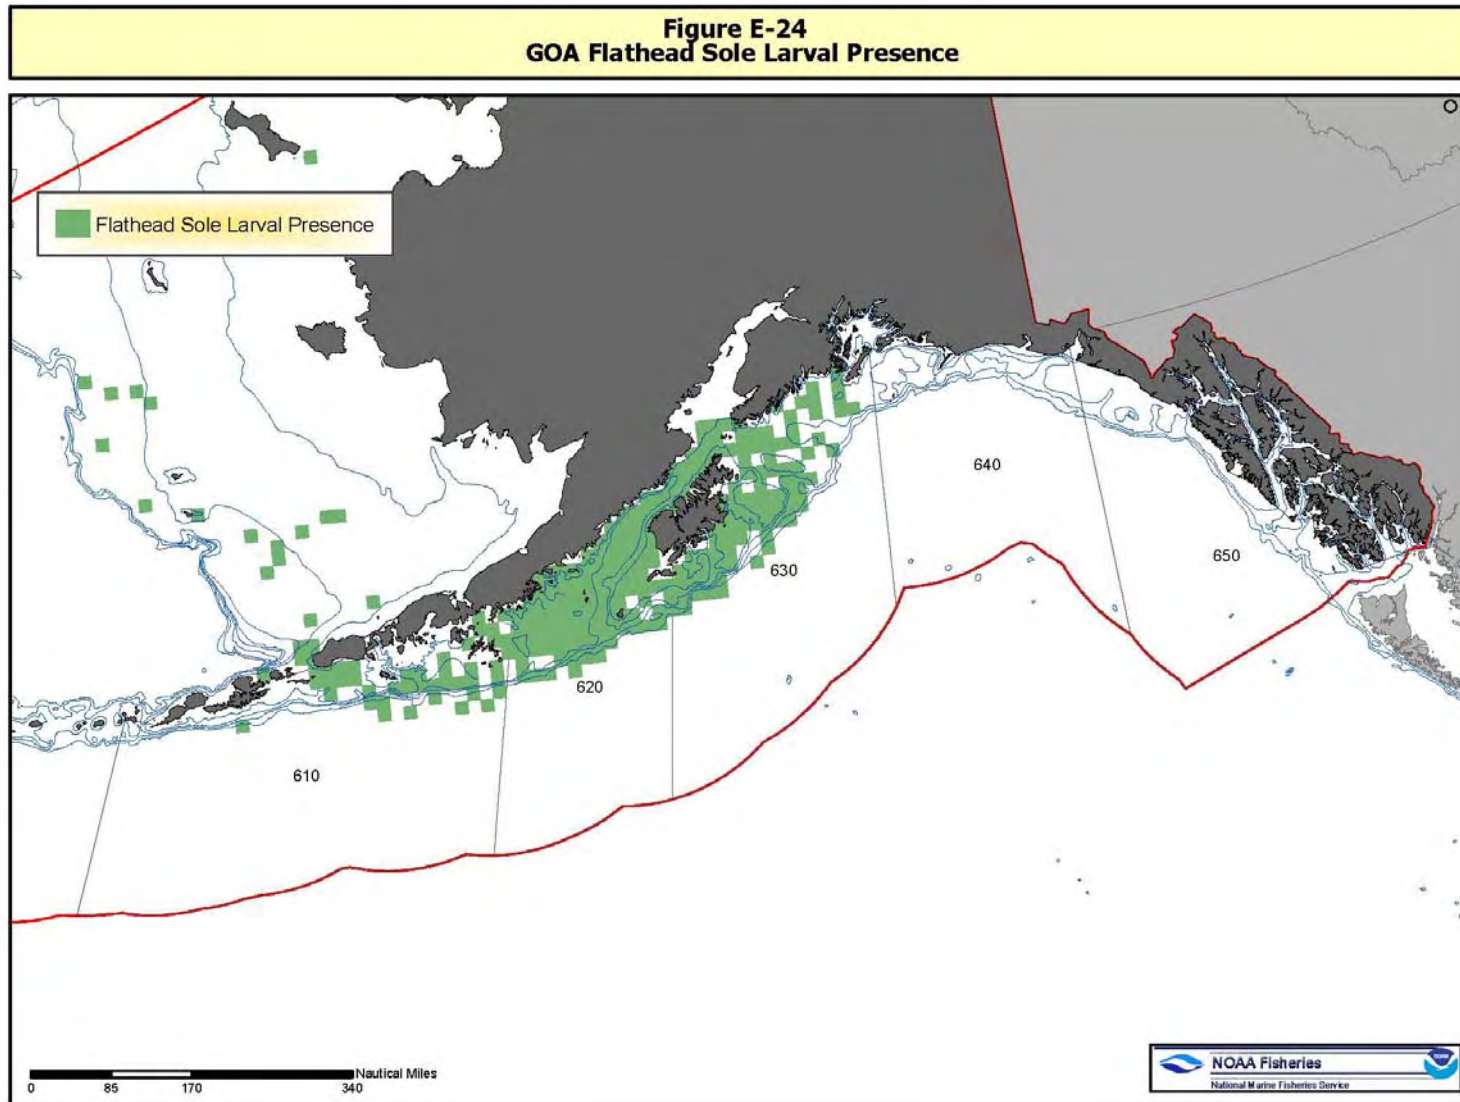 Figure E-24
GOA Flathead Sole Larval Presence
Flathead Sole Larval Presence
640
650
630
620
610
Nautical Miles
0 85 170 340
NOAA Fisheries
National Marine Fisheries Service